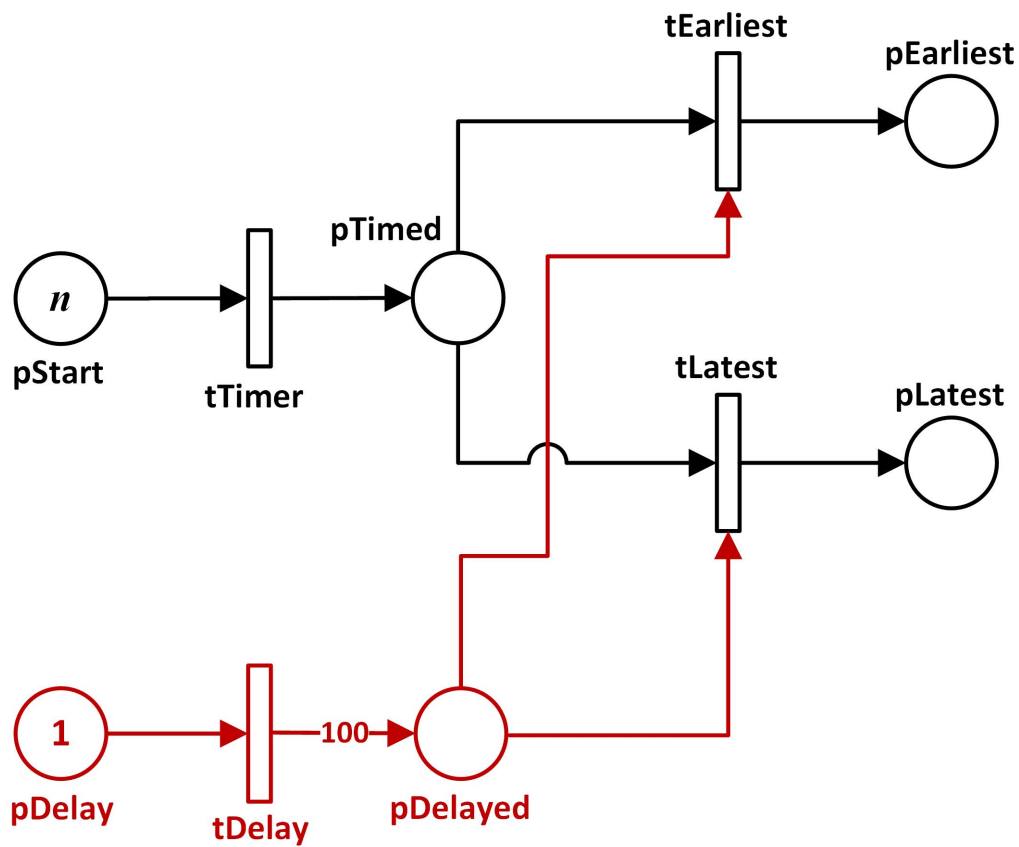 tEarliest
pEarliest
pTimed
n
pStart
tTimer
tLatest
pLatest
1
100
pDelay
tDelay
pDelayed